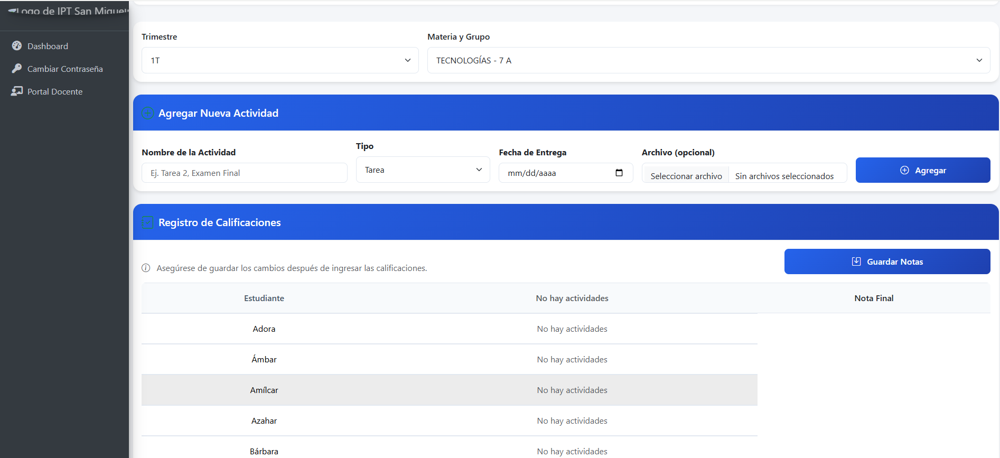 Logo de IPT San Miguel
Dashboard
Cambiar Contraseña
Portal Docente
Trimestre
Materia y Grupo
1T
TECNOLOGÍAS - 7 A
Agregar Nueva Actividad
Nombre de la Actividad
Tipo
Fecha de Entrega
Archivo (opcional)
Ej. Tarea 2, Examen Final
Tarea
mm/dd/aaaa
Seleccionar archivo
Sin archivos seleccionados
Agregar
Registro de Calificaciones
Asegúrese de guardar los cambios después de ingresar las calificaciones.
Guardar Notas
Estudiante
No hay actividades
Nota Final
Adora
No hay actividades
Ámbar
No hay actividades
Amílcar
No hay actividades
Azahar
No hay actividades
Bárbara
No hay actividades